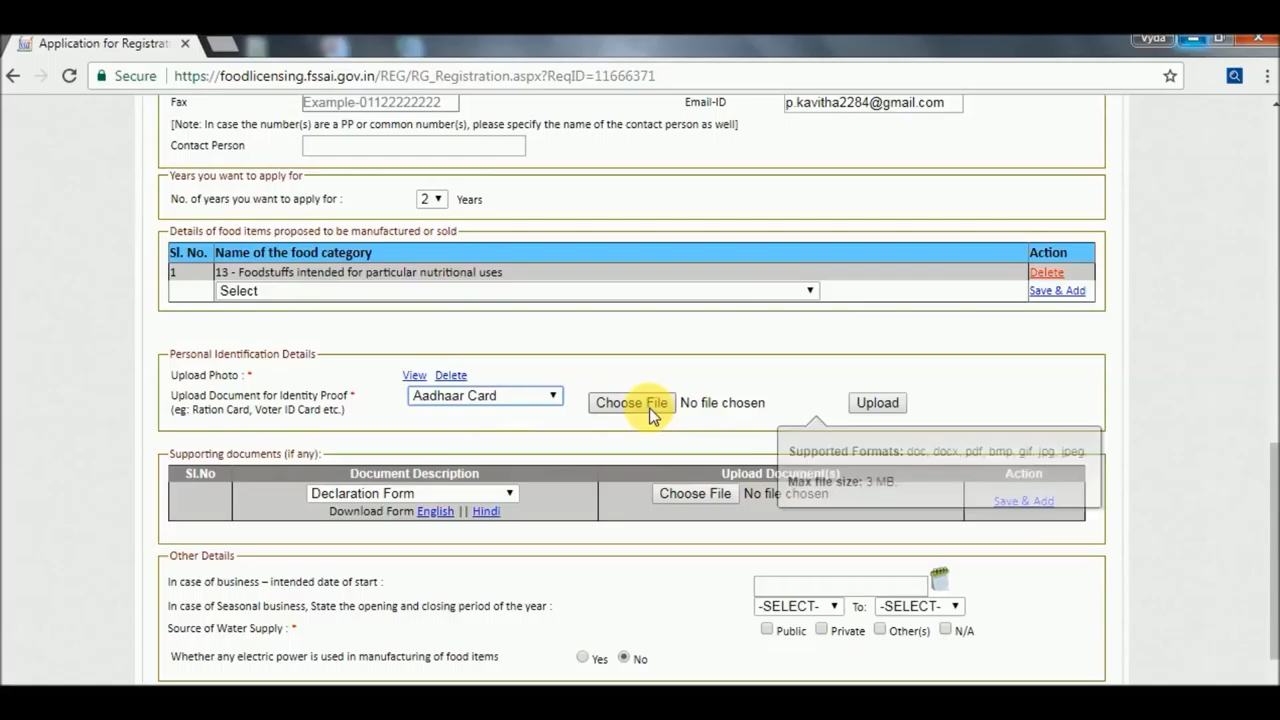 Application for Registrat
Vyda
Secure https://foodlicensing.fssai.gov.in/REG/RG_Registration.aspx?ReqID=11666371
Fax Example-01122222222 Email-ID p.kavitha2284@gmail.com
[Note: In case the number(s) are a PP or common number(s), please specify the name of the contact person as well]
Contact Person
Years you want to apply for
No. of years you want to apply for : 2 Years
Details of food items proposed to be manufactured or sold
Sl. No. Name of the food category Action
1 13 - Foodstuffs intended for particular nutritional uses Delete
Select Save & Add
Personal Identification Details
Upload Photo : * View Delete
Upload Document for Identity Proof * Aadhaar Card Choose File No file chosen Upload
(eg: Ration Card, Voter ID Card etc.)
Supported Formats: doc, docx, pdf, bmp, gif, jpg, jpeg
Max file size: 3 MB.
Supporting documents (if any):
Sl.No Document Description Upload Document(s) Action
Declaration Form Choose File No file chosen Save & Add
Download Form English || Hindi
Other Details
In case of business – intended date of start :
In case of Seasonal business, State the opening and closing period of the year : -SELECT- To: -SELECT-
Source of Water Supply : * Public Private Other(s) N/A
Whether any electric power is used in manufacturing of food items Yes No